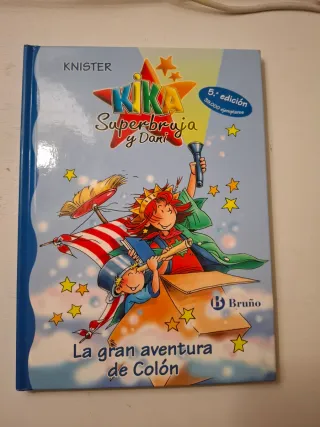 KNISTER
KIKA
Superbruja
y Dani
5.ª edición
B Bruño
La gran aventura
de Colón